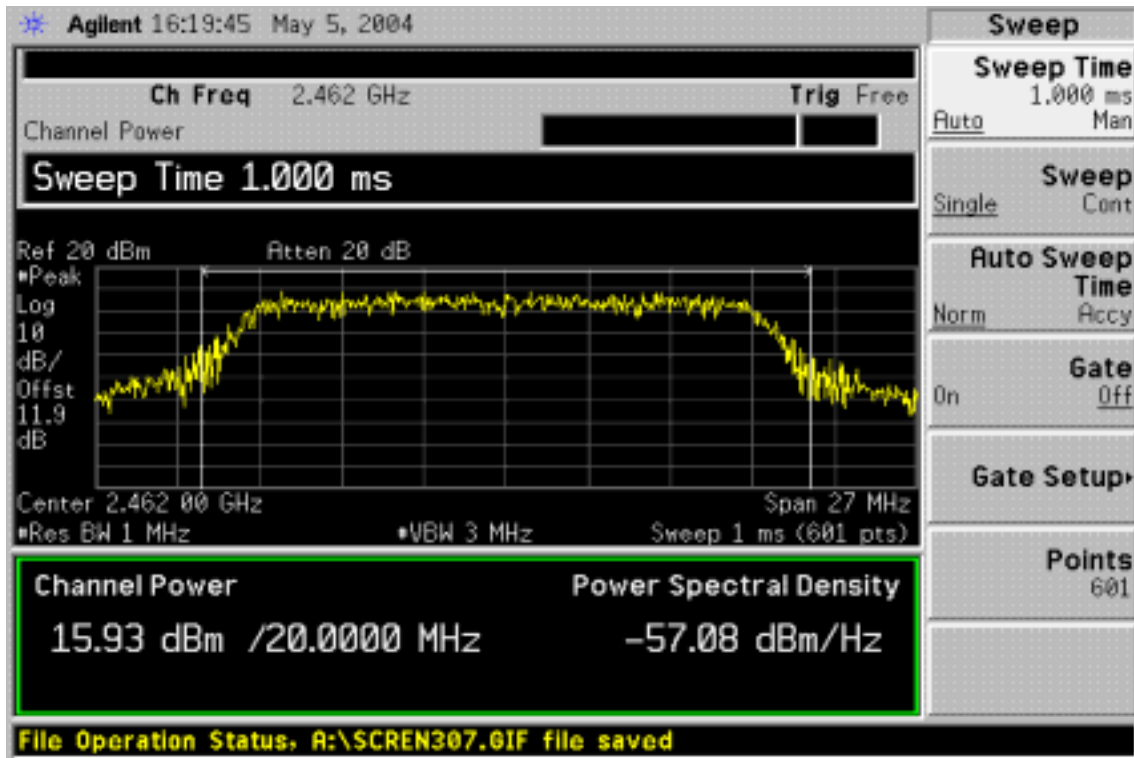 Agilent 16:19:45 May 5, 2004
Sweep
Ch Freq 2.462 GHz Trig Free
Channel Power
Sweep Time 1.000 ms
Ref 20 dBm Atten 20 dB
#Peak
Log
10
dB/
Offst
11.9
dB
Center 2.462 00 GHz Span 27 MHz
#Res BW 1 MHz #VBW 3 MHz Sweep 1 ms (601 pts)
Channel Power Power Spectral Density
15.93 dBm /20.0000 MHz -57.08 dBm/Hz
File Operation Status, A:\SCREN307.GIF file saved
Sweep Time
1.000 ms
Auto Man
Sweep
Single Cont
Auto Sweep
Time
Norm Accy
Gate
On Off
Gate Setup
Points
601